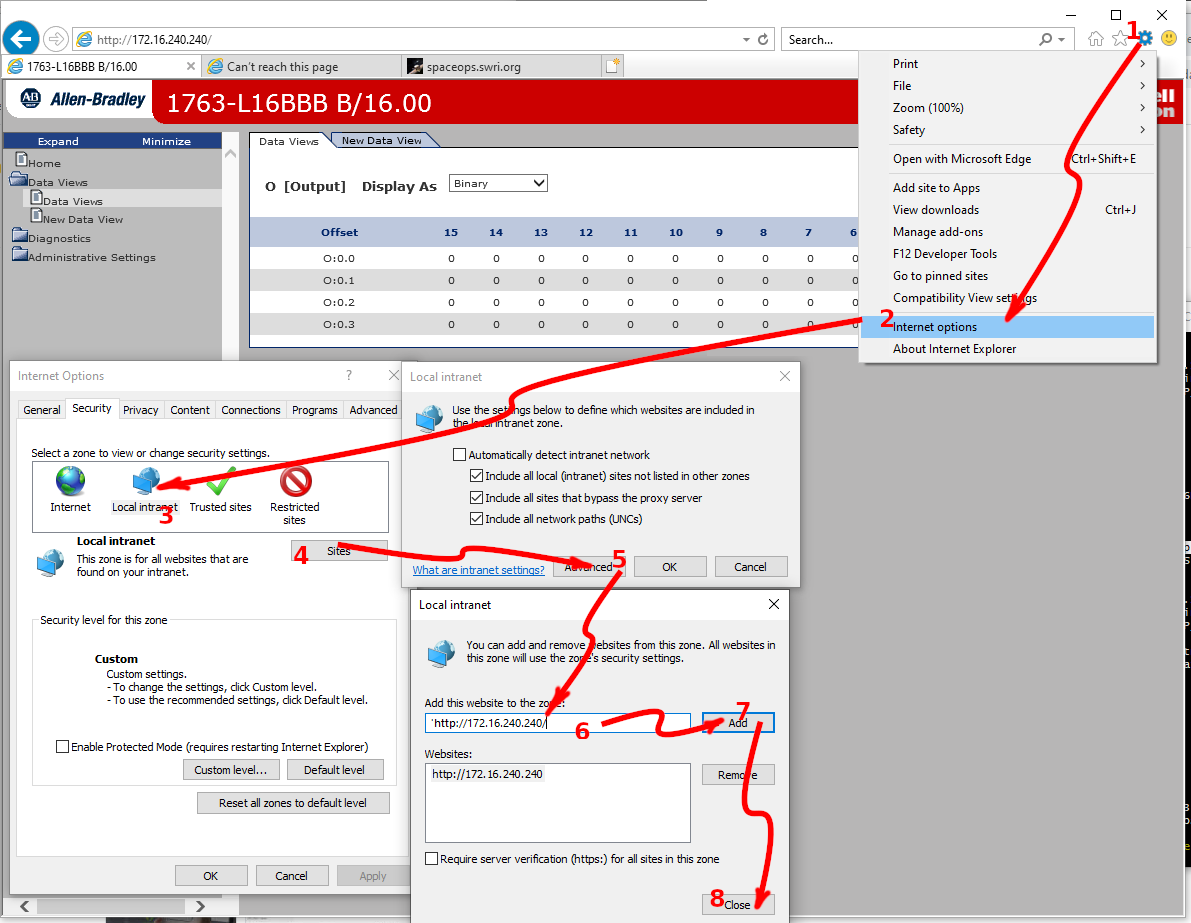 1
http://172.16.240.240/
Search...
1763-L16BBB B/16.00
Can't reach this page
spaceops.swri.org
AB Allen-Bradley
1763-L16BBB B/16.00
Expand Minimize
Home
Data Views
Data Views
New Data View
Diagnostics
Administrative Settings
Data Views New Data View
O [Output] Display As Binary
Offset 15 14 13 12 11 10 9 8 7 6
O:0.0 0 0 0 0 0 0 0 0 0 0
O:0.1 0 0 0 0 0 0 0 0 0 0
O:0.2 0 0 0 0 0 0 0 0 0 0
O:0.3 0 0 0 0 0 0 0 0 0 0
Print
File
Zoom (100%)
Safety
Open with Microsoft Edge Ctrl+Shift+E
Add site to Apps
View downloads Ctrl+J
Manage add-ons
F12 Developer Tools
Go to pinned sites
Compatibility View settings
2 Internet options
About Internet Explorer
Internet Options ?
General Security Privacy Content Connections Programs Advanced
Select a zone to view or change security settings.
Internet Local intranet Trusted sites Restricted
sites
3
Local intranet
This zone is for all websites that are
found on your intranet.
4 Sites
Security level for this zone
Custom
Custom settings.
- To change the settings, click Custom level.
- To use the recommended settings, click Default level.
Enable Protected Mode (requires restarting Internet Explorer)
Custom level... Default level
Reset all zones to default level
OK Cancel Apply
Local intranet
Use the settings below to define which websites are included in
the local intranet zone.
Automatically detect intranet network
Include all local (intranet) sites not listed in other zones
Include all sites that bypass the proxy server
Include all network paths (UNCs)
5
What are intranet settings? Advanced OK Cancel
Local intranet
You can add and remove websites from this zone. All websites in
this zone will use the zone's security settings.
Add this website to the zone:
`http://172.16.240.240/ 6 7 Add
Websites:
http://172.16.240.240
Remove
Require server verification (https:) for all sites in this zone
8 Close